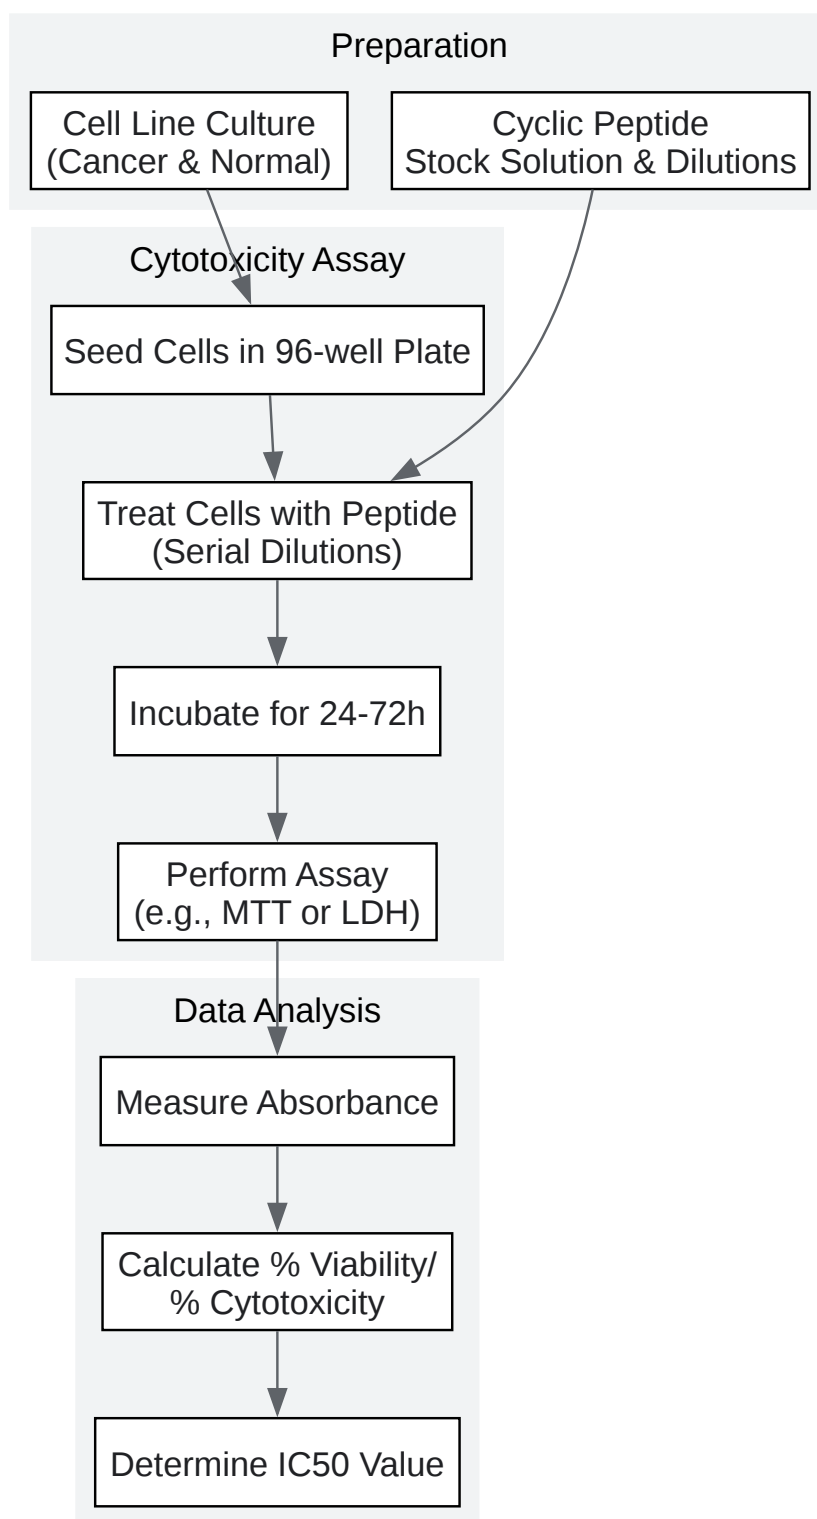 Preparation
Cell Line Culture
(Cancer & Normal)
Cyclic Peptide
Stock Solution & Dilutions
Cytotoxicity Assay
Seed Cells in 96-well Plate
Treat Cells with Peptide
(Serial Dilutions)
Incubate for 24-72h
Perform Assay
(e.g., MTT or LDH)
Data Analysis
Measure Absorbance
Calculate % Viability/
% Cytotoxicity
Determine IC50 Value